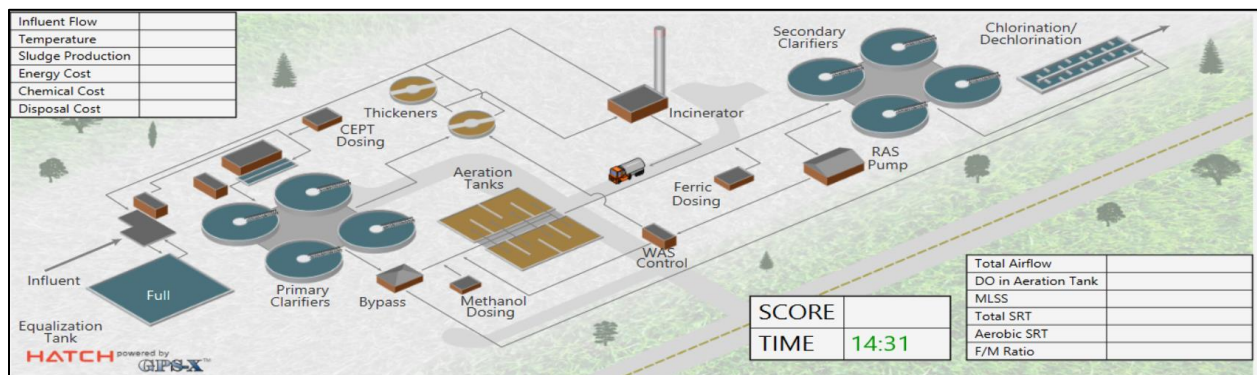 Influent Flow
Temperature
Sludge Production
Energy Cost
Chemical Cost
Disposal Cost
Thickeners
CEPT
Dosing
Incinerator
Secondary
Clarifiers
Chlorination/
Dechlorination
RAS
Pump
Aeration
Tanks
Ferric
Dosing
WAS
Control
Influent
Full
Equalization
Tank
Primary
Clarifiers
Bypass
Methanol
Dosing
SCORE
TIME 14:31
Total Airflow
DO in Aeration Tank
MLSS
Total SRT
Aerobic SRT
F/M Ratio
HATCH powered by
GPS-X™